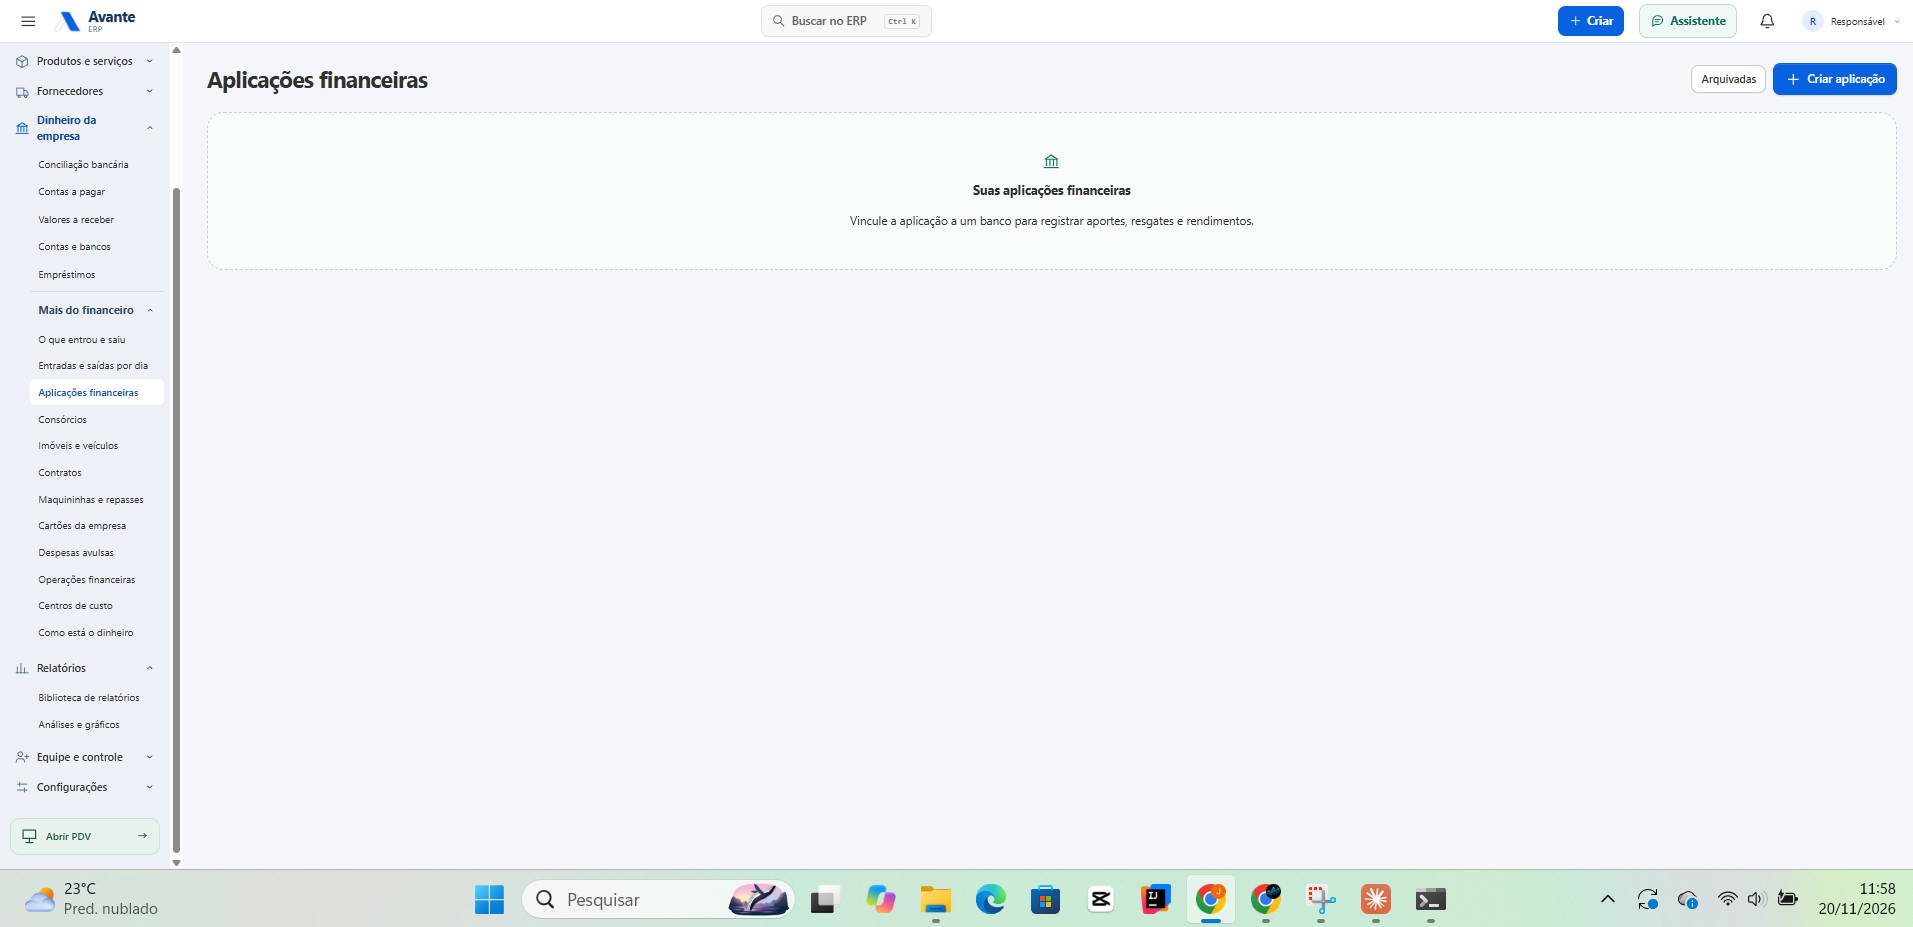 Avante
ERP
Buscar no ERP
Ctrl K
Criar
Assistente
R
Responsável
Produtos e serviços
Fornecedores
Dinheiro da
empresa
Conciliação bancária
Contas a pagar
Valores a receber
Contas e bancos
Empréstimos
Mais do financeiro
O que entrou e saiu
Entradas e saídas por dia
Aplicações financeiras
Consórcios
Imóveis e veículos
Contratos
Maquininhas e repasses
Cartões da empresa
Despesas avulsas
Operações financeiras
Centros de custo
Como está o dinheiro
Relatórios
Biblioteca de relatórios
Análises e gráficos
Equipe e controle
Configurações
Abrir PDV
Aplicações financeiras
Arquivadas
Criar aplicação
Suas aplicações financeiras
Vincule a aplicação a um banco para registrar aportes, resgates e rendimentos.
23°C
Pred. nublado
Pesquisar
11:58
20/11/2026